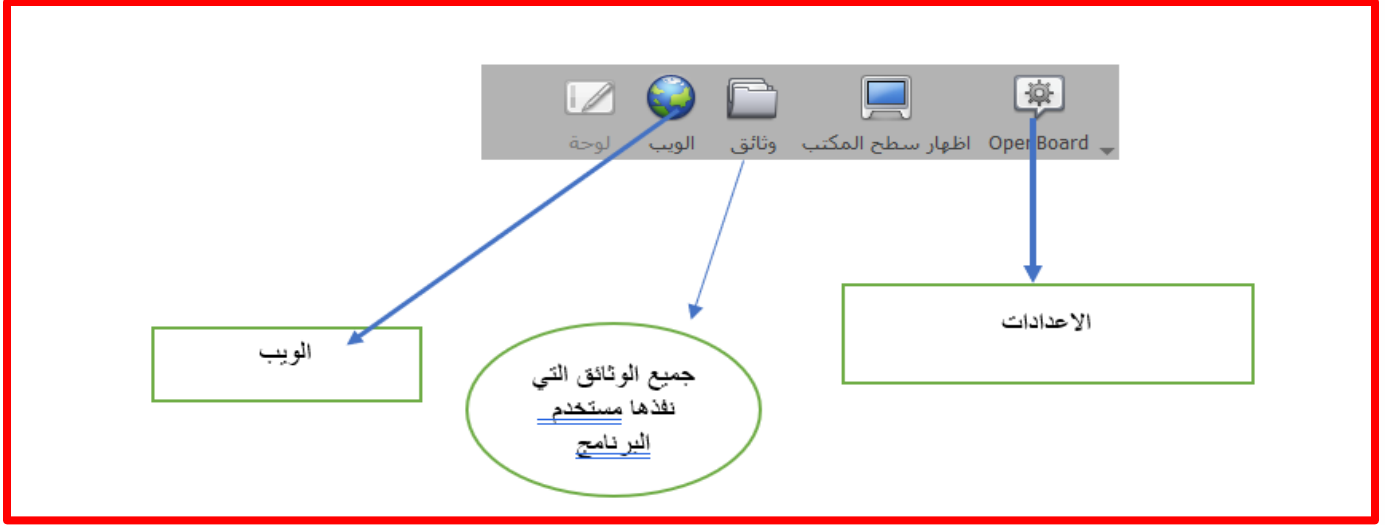 OpenBoard
اظهار سطح المكتب
وثائق
الويب
لوحة
الاعدادات
الويب
جميع الوثائق التي
نفذها مستخدم
البرنامج